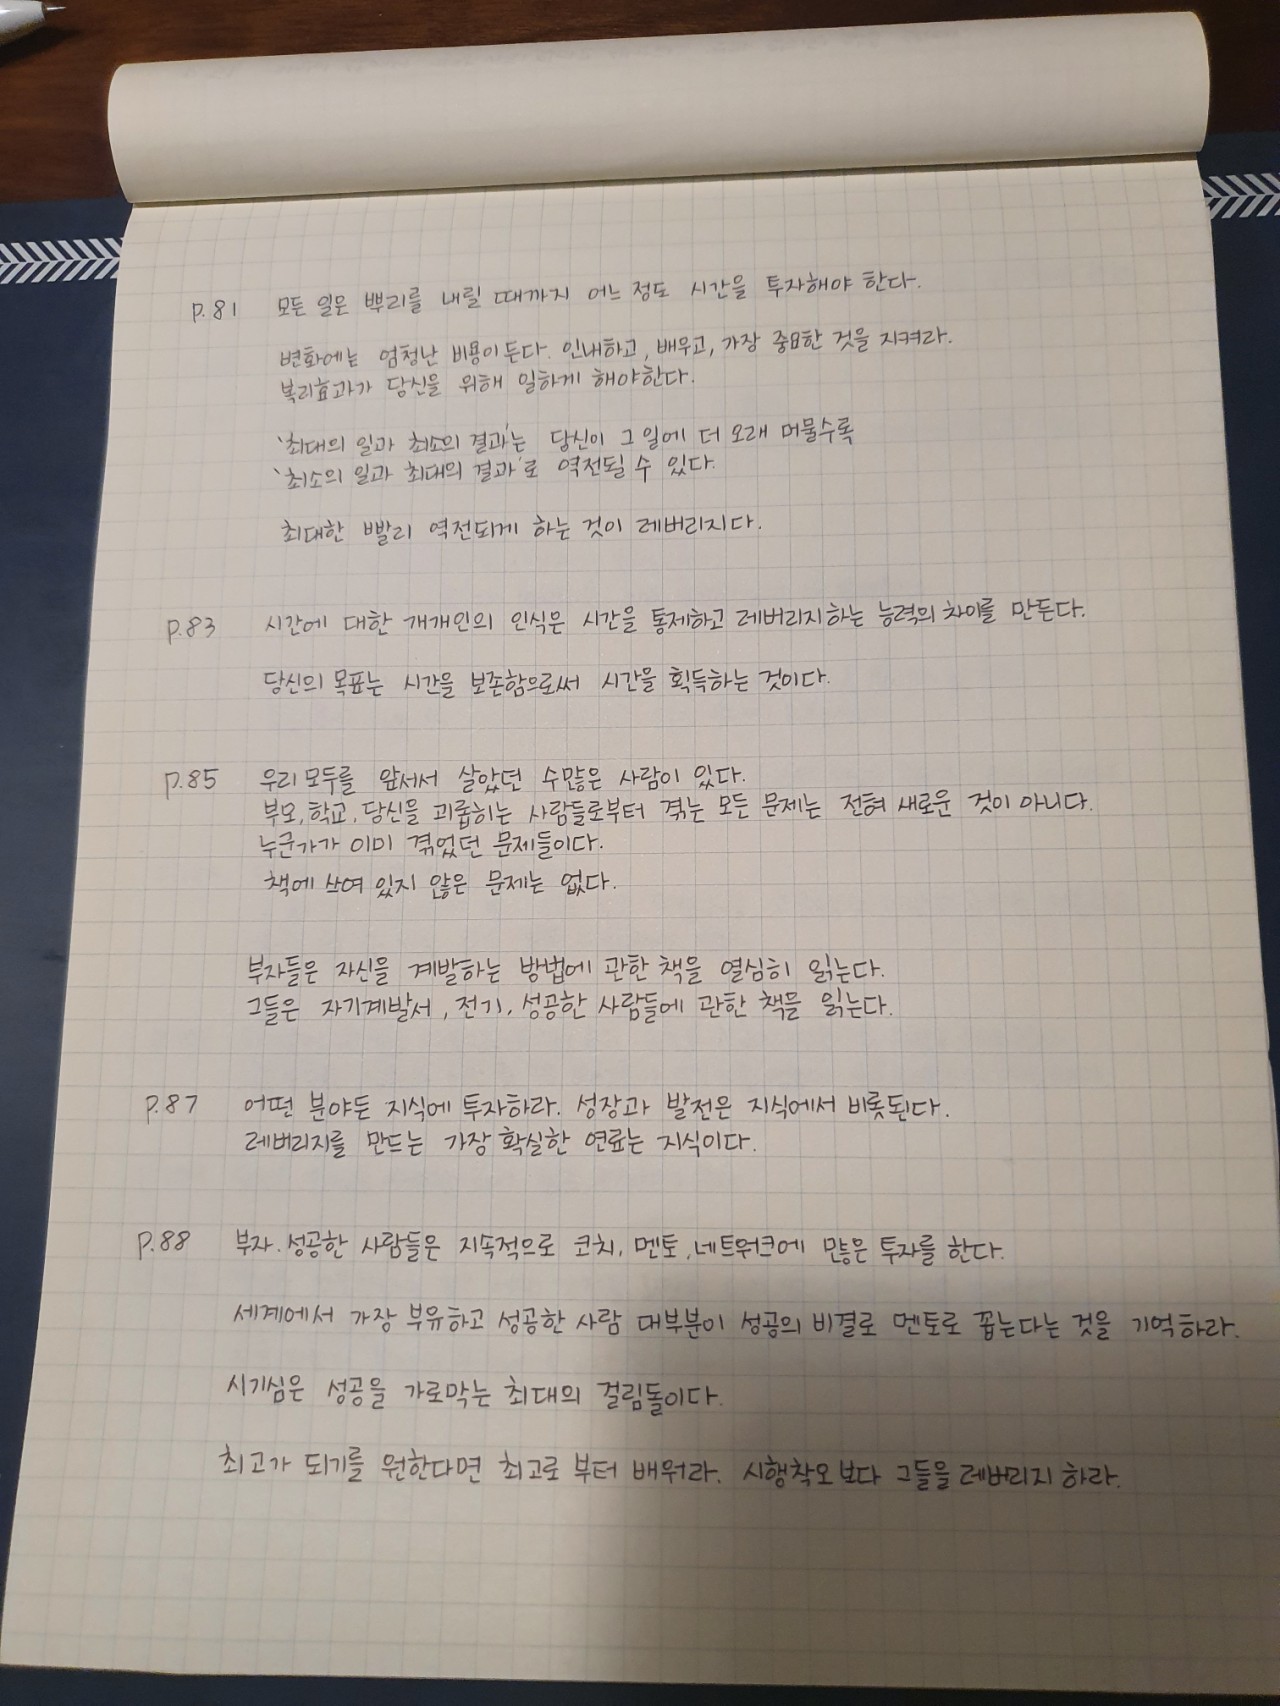 p.81 모든 일은 뿌리를 내릴 때까지 어느 정도 시간을 투자해야 한다.
변화에는 엄청난 비용이 든다. 인내하고, 배우고, 가장 중요한 것을 지켜라.
복리효과가 당신을 위해 일하게 해야한다.
'최대의 일과 최소의 결과'는 당신이 그 일에 더 오래 머물수록
'최소의 일과 최대의 결과'로 역전될 수 있다.
최대한 빨리 역전되게 하는 것이 레버리지다.
p.83 시간에 대한 개개인의 인식은 시간을 통제하고 레버리지하는 능력의 차이를 만든다.
당신의 목표는 시간을 보존함으로써 시간을 획득하는 것이다.
p.85 우리 모두를 앞서서 살았던 수많은 사람이 있다.
부모, 학교, 당신을 괴롭히는 사람들로부터 겪는 모든 문제는 전혀 새로운 것이 아니다.
누군가가 이미 겪었던 문제들이다.
책에 쓰여 있지 않은 문제는 없다.
부자들은 자신을 계발하는 방법에 관한 책을 열심히 읽는다.
그들은 자기계발서, 전기, 성공한 사람들에 관한 책을 읽는다.
p.87 어떤 분야든 지식에 투자하라. 성장과 발전은 지식에서 비롯된다.
레버리지를 만드는 가장 확실한 연료는 지식이다.
p.88 부자. 성공한 사람들은 지속적으로 코치, 멘토, 네트워크에 많은 투자를 한다.
세계에서 가장 부유하고 성공한 사람 대부분이 성공의 비결로 멘토로 꼽는다는 것을 기억하라.
시기심은 성공을 가로막는 최대의 걸림돌이다.
최고가 되기를 원한다면 최고로 부터 배워라. 시행착오보다 그들을 레버리지 하라.